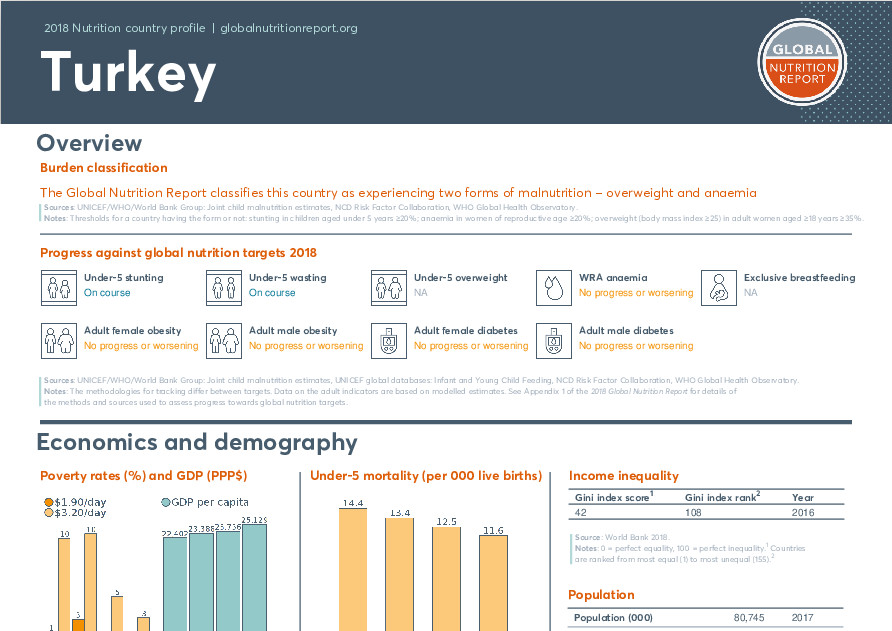 2018 Nutrition country profile | globalnutritionreport.org
Turkey
GLOBAL
NUTRITION
REPORT
Overview
Burden classification
The Global Nutrition Report classifies this country as experiencing two forms of malnutrition – overweight and anaemia
Sources: UNICEF/WHO/World Bank Group: Joint child malnutrition estimates, NCD Risk Factor Collaboration, WHO Global Health Observatory.
Notes: Thresholds for a country having the form or not: stunting in children aged under 5 years ≥20%; anaemia in women of reproductive age ≥20%; overweight (body mass index ≥25) in adult women aged ≥18 years ≥35%.
Progress against global nutrition targets 2018
Under-5 stunting
On course
Under-5 wasting
On course
Under-5 overweight
NA
WRA anaemia
No progress or worsening
Exclusive breastfeeding
NA
Adult female obesity
No progress or worsening
Adult male obesity
No progress or worsening
Adult female diabetes
No progress or worsening
Adult male diabetes
No progress or worsening
Sources: UNICEF/WHO/World Bank Group: Joint child malnutrition estimates, UNICEF global databases: Infant and Young Child Feeding, NCD Risk Factor Collaboration, WHO Global Health Observatory.
Notes: The methodologies for tracking differ between targets. Data on the adult indicators are based on modelled estimates. See Appendix 1 of the 2018 Global Nutrition Report for details of
the methods and sources used to assess progress towards global nutrition targets.
Economics and demography
Poverty rates (%) and GDP (PPP$)
$1.90/day
$3.20/day
GDP per capita
1
10
3
10
5
3
22,402
23,388
25,129
Under-5 mortality (per 000 live births)
14.4
13.4
12.5
11.6
Income inequality
Gini index score1 Gini index rank2 Year
42 108 2016
Source: World Bank 2018.
Notes: 0 = perfect equality, 100 = perfect inequality.1 Countries
are ranked from most equal (1) to most unequal (155).2
Population
Population (000) 80,745 2017